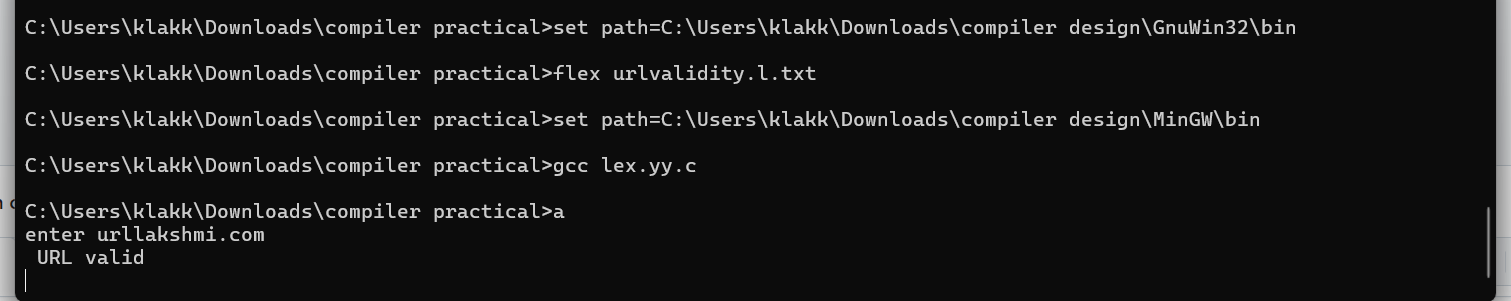 C:\Users\klakk\Downloads\compiler practical>set path=C:\Users\klakk\Downloads\compiler design\GnuWin32\bin
C:\Users\klakk\Downloads\compiler practical>flex urlvalidity.l.txt
C:\Users\klakk\Downloads\compiler practical>set path=C:\Users\klakk\Downloads\compiler design\MinGW\bin
C:\Users\klakk\Downloads\compiler practical>gcc lex.yy.c
C:\Users\klakk\Downloads\compiler practical>a
enter urllakshmi.com
 URL valid